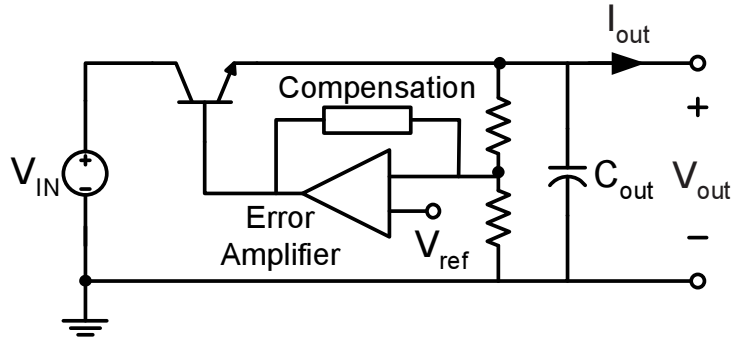 I_out
Compensation
+
V_IN
+
-
C_out
V_out
Error
Amplifier
V_ref
-